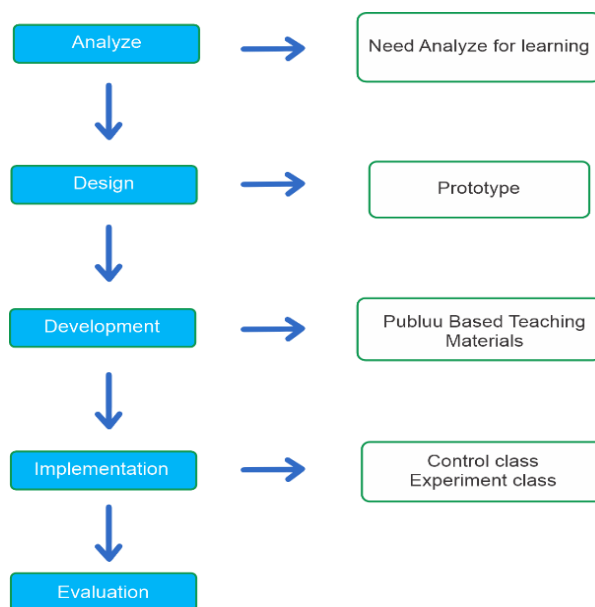 Analyze
Need Analyze for learning
Design
Prototype
Development
Publuu Based Teaching
Materials
Implementation
Control class
Experiment class
Evaluation